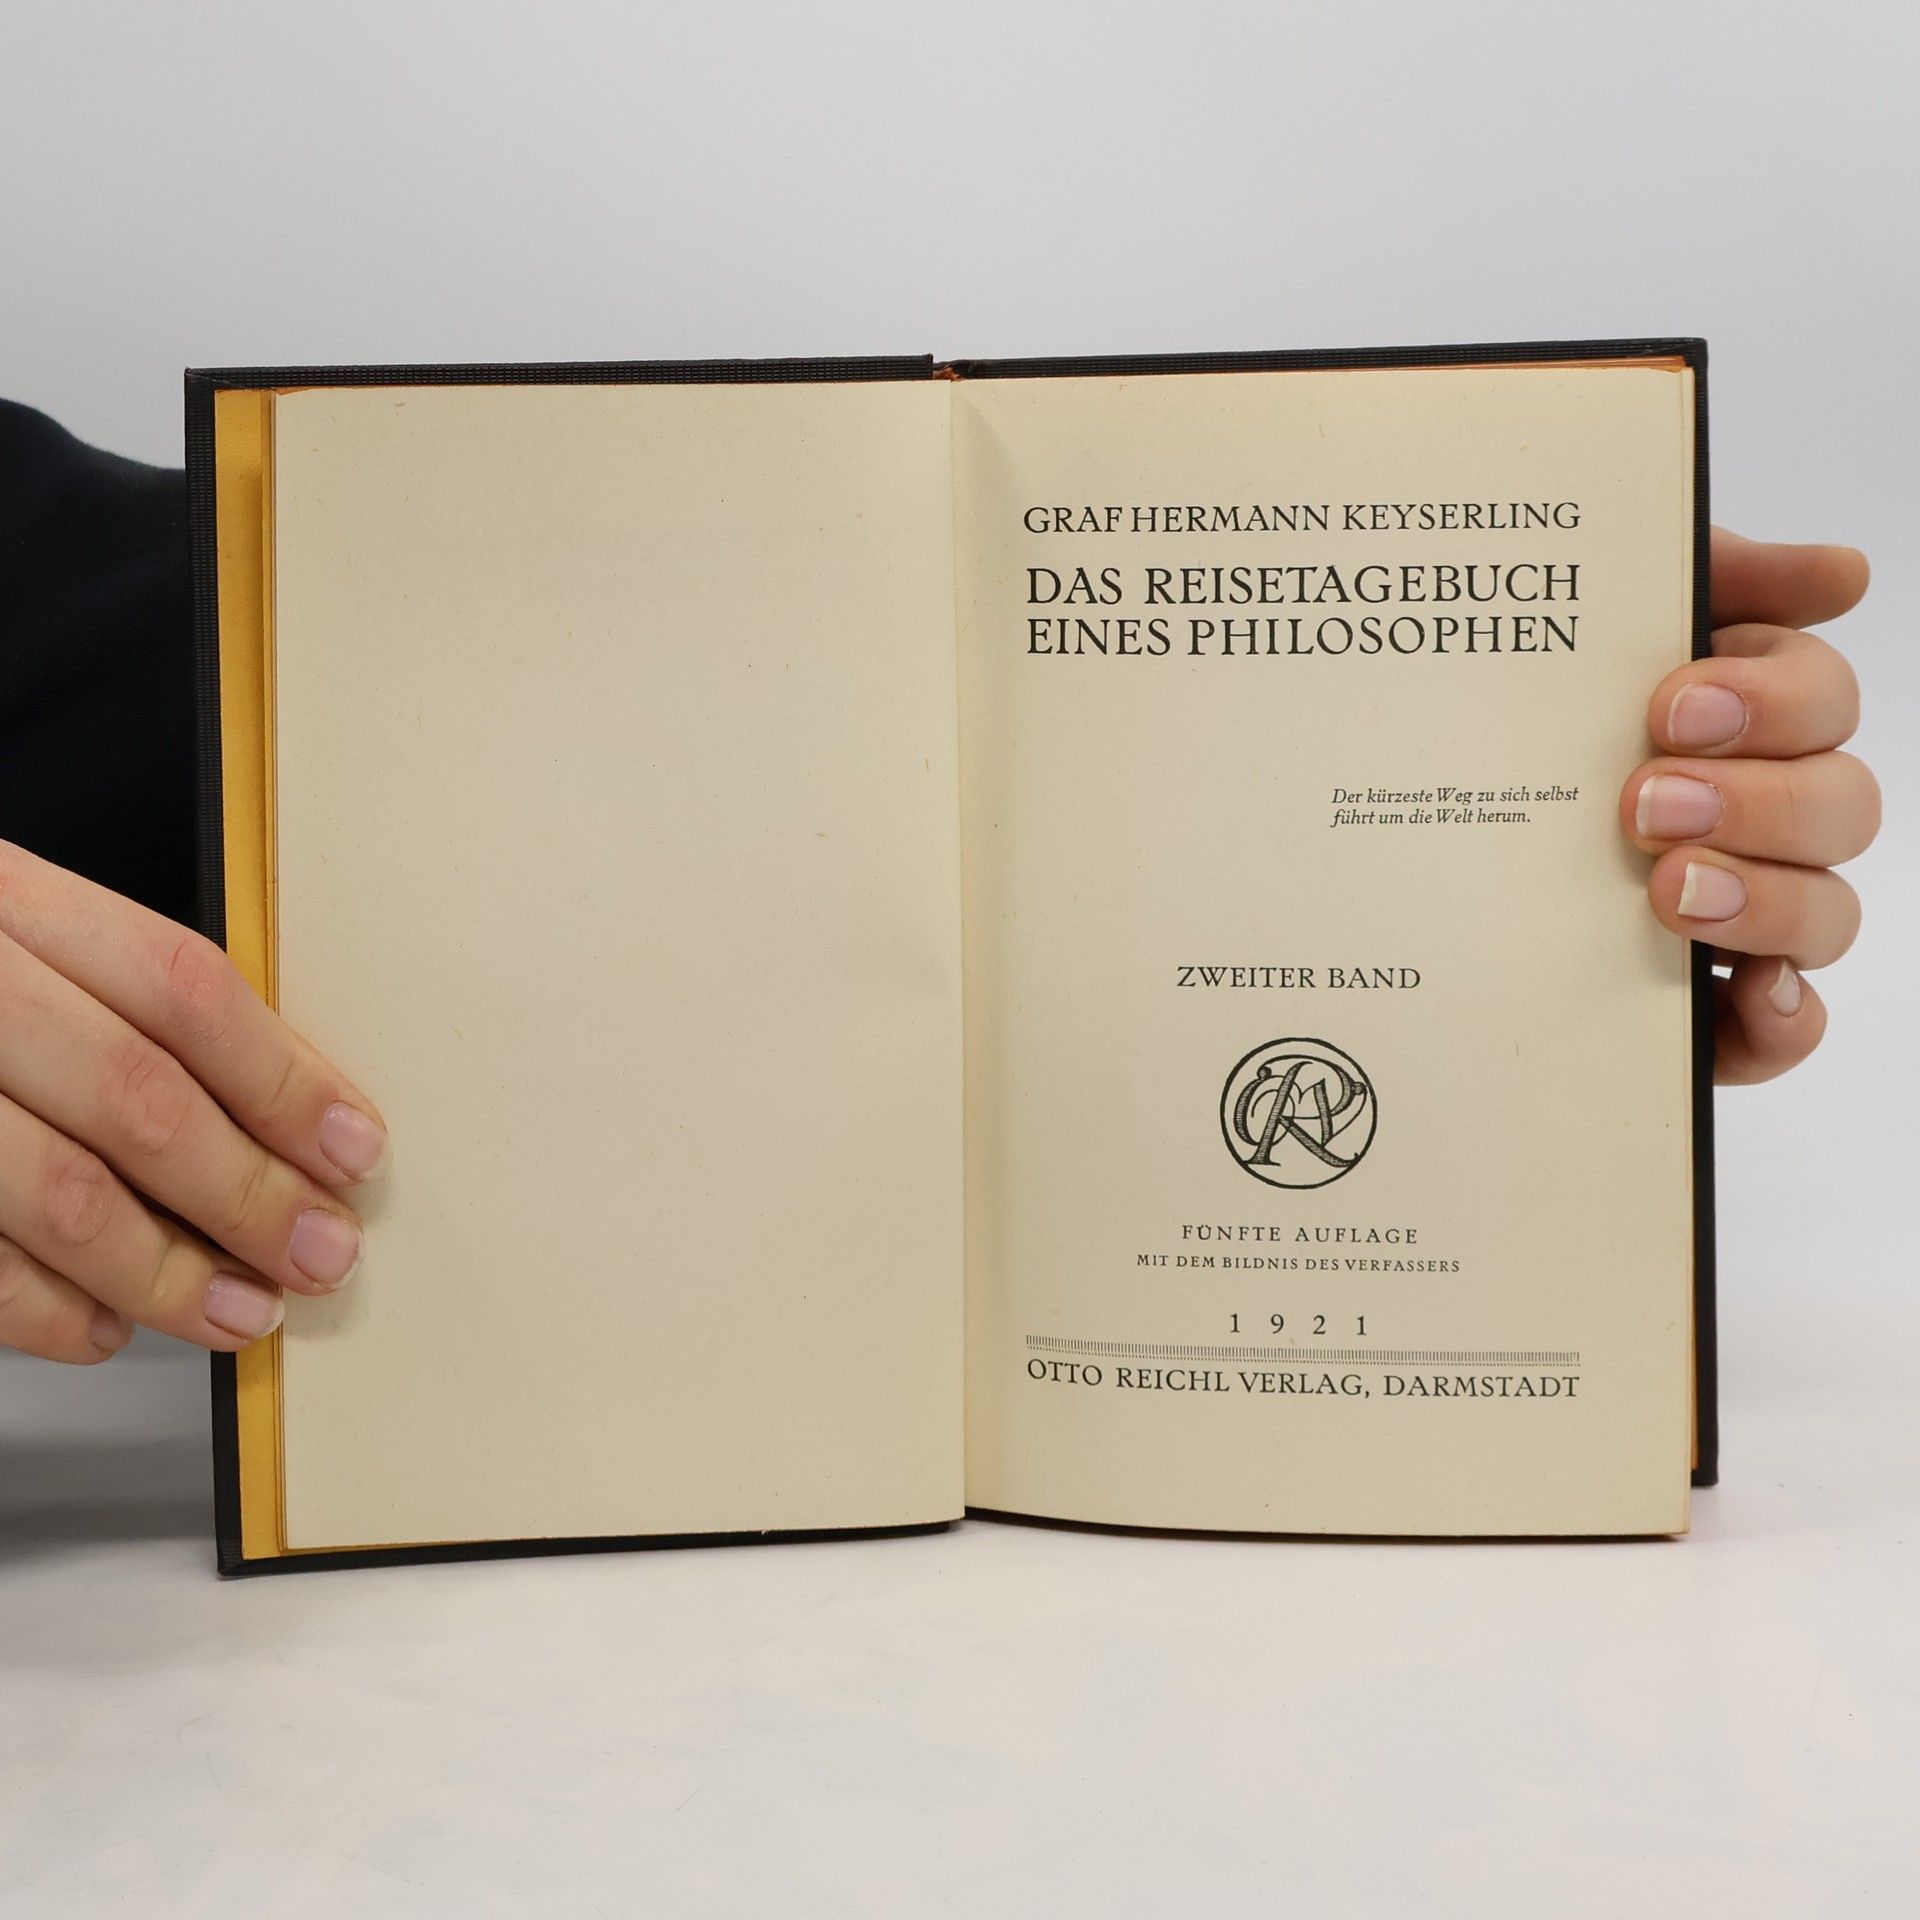 GRAF HERMANN KEYSERLING
DAS REISETAGEBUCH
EINES PHILOSOPHEN
Der kürzeste Weg zu sich selbst
führt um die Welt herum.
ZWEITER BAND
FÜNFTE AUFLAGE
MIT DEM BILDNIS DES VERFASSERS
1921
OTTO REICHL VERLAG, DARMSTADT